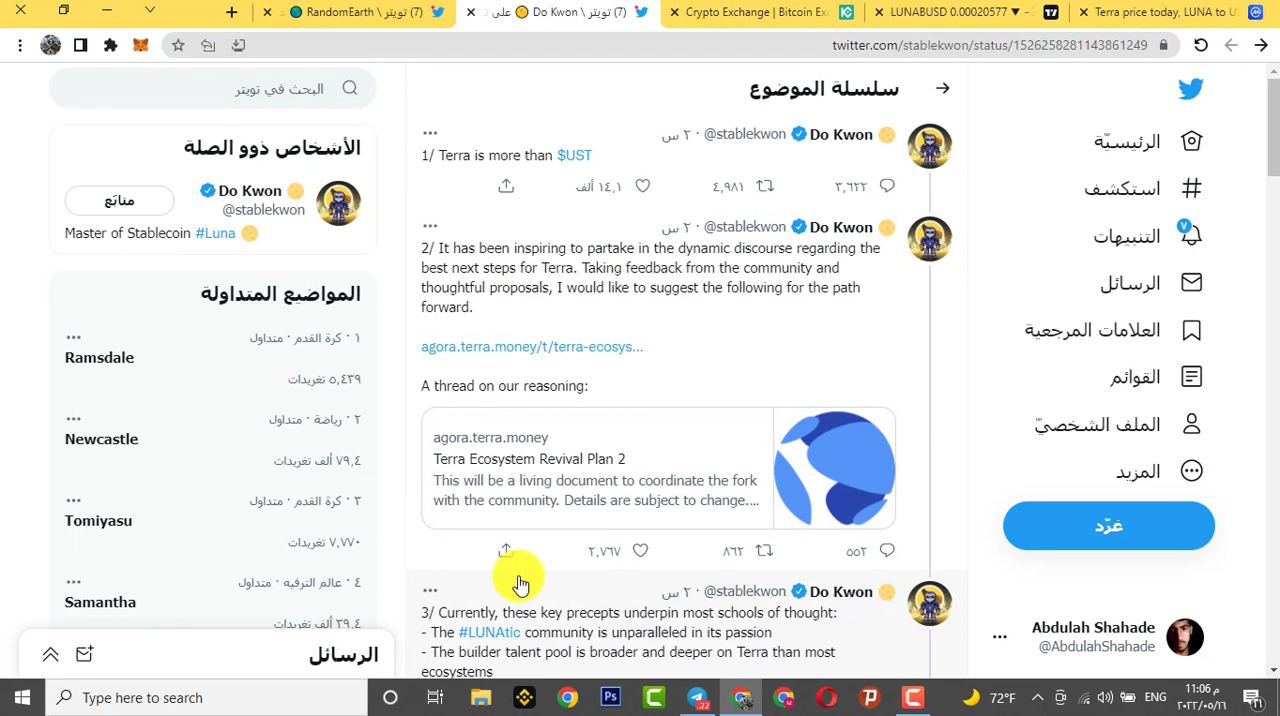 RandomEarth \ تويتر (7)
Do Kwon 🟡 على تويتر \ (7)
Crypto Exchange | Bitcoin Ex
LUNABUSD 0.00020577 ▼ −
Terra price today, LUNA to U
twitter.com/stablekwon/status/1526258281143861249
البحث في تويتر
الأشخاص ذوو الصلة
Do Kwon
@stablekwon
متابَع
Master of Stablecoin #Luna
المواضيع المتداولة
١ · كرة القدم · متداول
Ramsdale
٥,٤٣٩ تغريدات
٢ · رياضة · متداول
Newcastle
٧٩,٤ ألف تغريدات
٣ · كرة القدم · متداول
Tomiyasu
٧,٧٧٠ تغريدات
٤ · عالم الترفيه · متداول
Samantha
٣٩,٤ ألف تغريدات
الرسائل
سلسلة الموضوع
Do Kwon @stablekwon · ٢ س
1/ Terra is more than $UST
٣,٦٢٢ ٤,٩٨١ ١٤,١ ألف
Do Kwon @stablekwon · ٢ س
2/ It has been inspiring to partake in the dynamic discourse regarding the
best next steps for Terra. Taking feedback from the community and
thoughtful proposals, I would like to suggest the following for the path
forward.
agora.terra.money/t/terra-ecosys...
A thread on our reasoning:
agora.terra.money
Terra Ecosystem Revival Plan 2
This will be a living document to coordinate the fork
with the community. Details are subject to change....
٥٥٢ ٨٦٢ ٢,٧٦٧
Do Kwon @stablekwon · ٢ س
3/ Currently, these key precepts underpin most schools of thought:
- The #LUNAtic community is unparalleled in its passion
- The builder talent pool is broader and deeper on Terra than most
ecosystems
الرئيسيّة
استكشف
التنبيهات
الرسائل
العلامات المرجعية
القوائم
الملف الشخصيّ
المزيد
غرّد
Abdulah Shahade
@AbdulahShahade
Type here to search
22
72°F
ENG
11:06 م